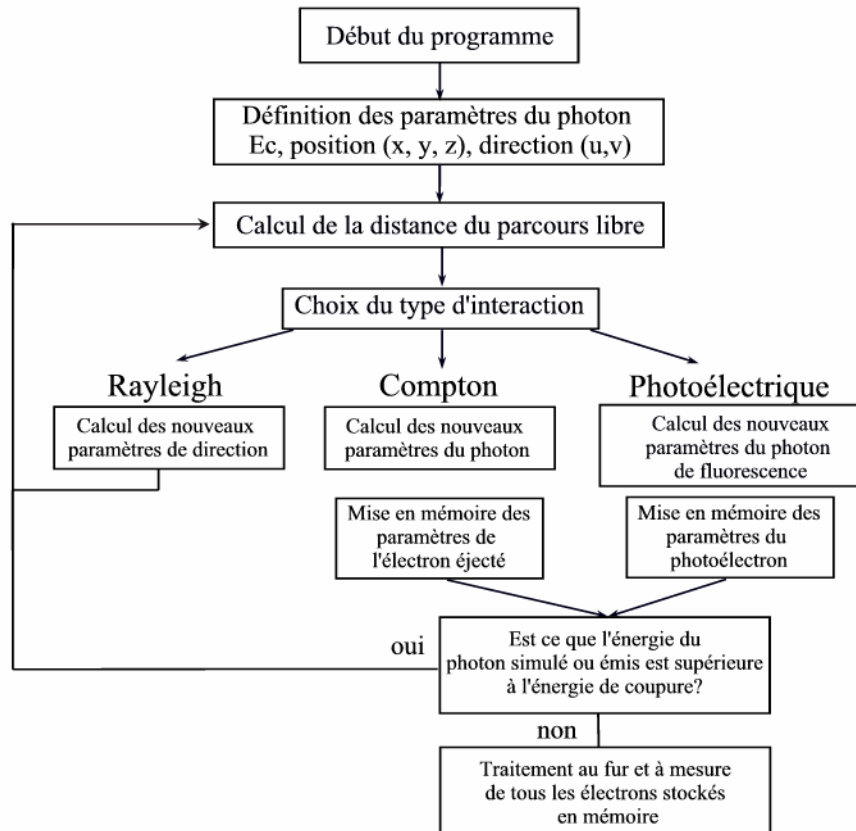 Début du programme
Définition des paramètres du photon
Ec, position (x, y, z), direction (u,v)
Calcul de la distance du parcours libre
Choix du type d'interaction
Rayleigh
Calcul des nouveaux
paramètres de direction
Compton
Calcul des nouveaux
paramètres du photon
Photoélectrique
Calcul des nouveaux
paramètres du photon
de fluorescence
Mise en mémoire des
paramètres de
l'électron éjecté
Mise en mémoire des
paramètres du
photoélectron
oui
Est ce que l'énergie du
photon simulé ou émis est supérieure
à l'énergie de coupure?
non
Traitement au fur et à mesure
de tous les électrons stockés
en mémoire